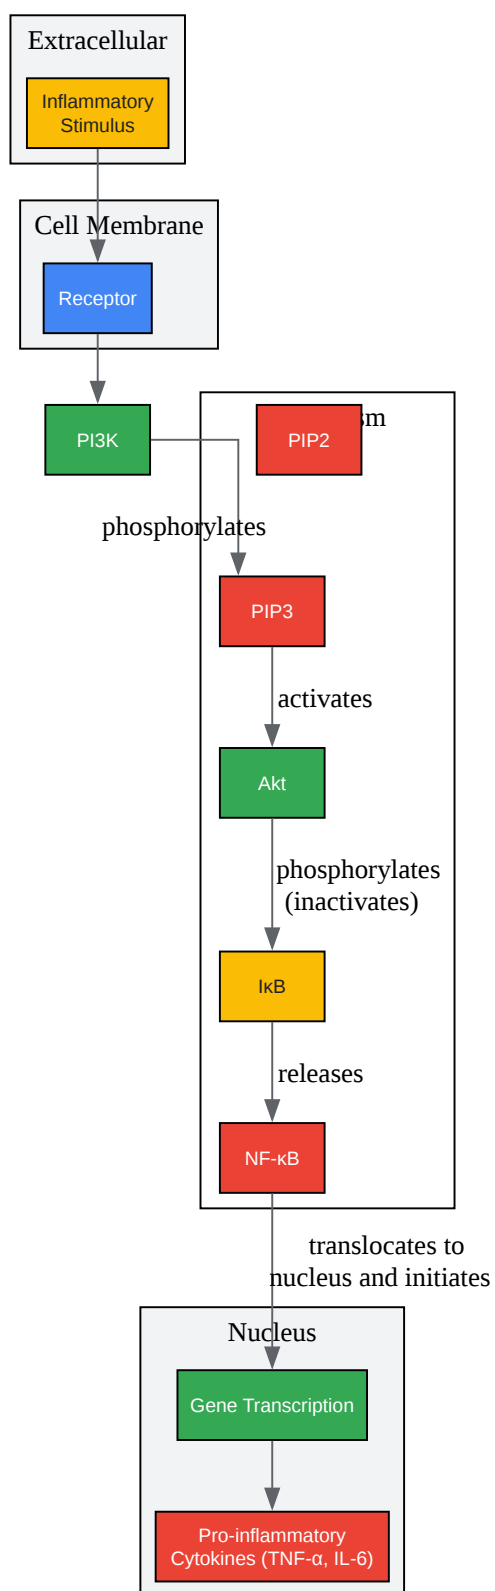 Extracellular
Inflammatory
Stimulus
Cell Membrane
Receptor
PI3K
PIP2
phosphorylates
PIP3
activates
Akt
phosphorylates
(inactivates)
IκB
releases
NF-κB
translocates to
nucleus and initiates
Nucleus
Gene Transcription
Pro-inflammatory
Cytokines (TNF-α, IL-6)